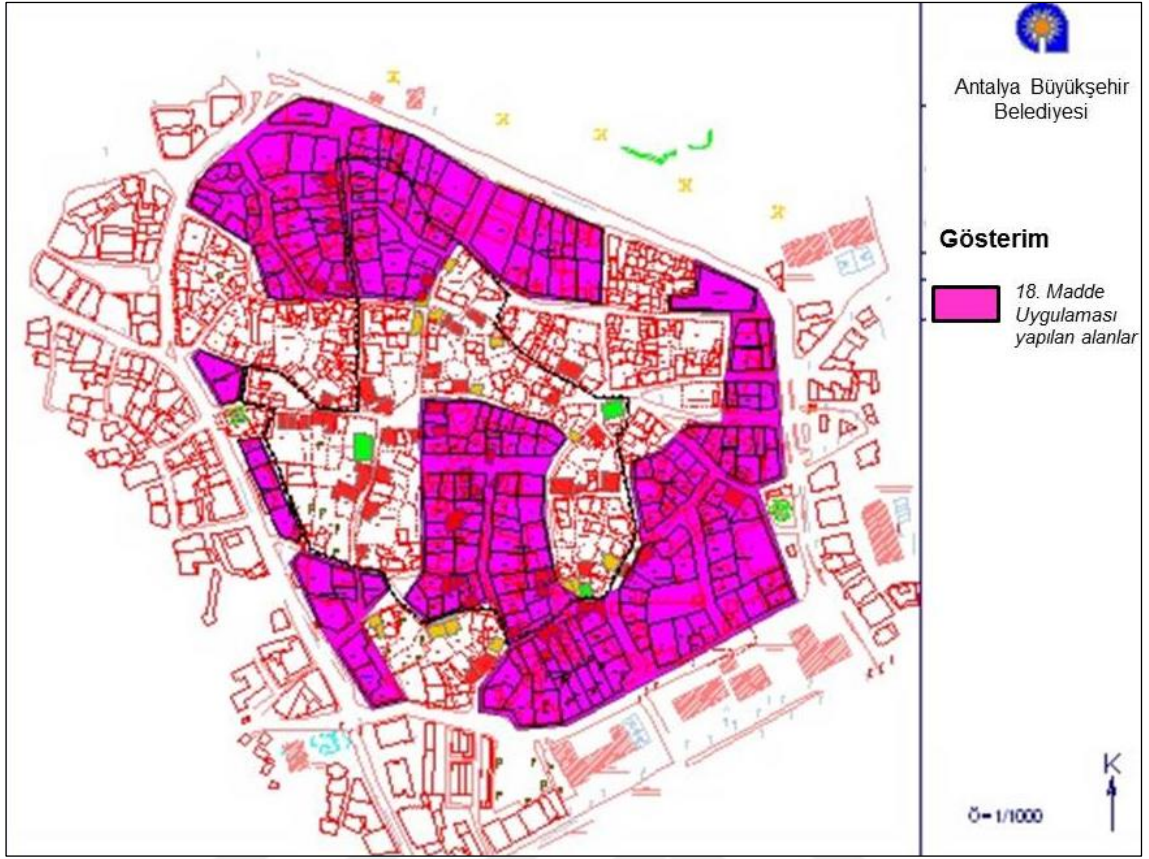 Antalya Büyükşehir
Belediyesi
Gösterim
18. Madde
Uygulaması
yapılan alanlar
K
Ö=1/1000